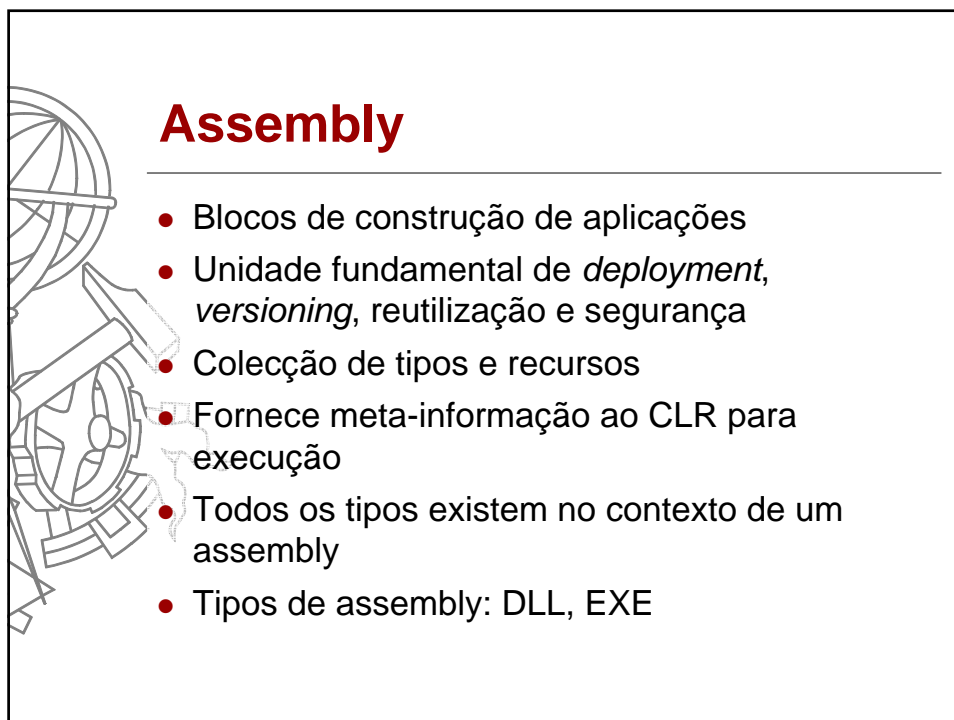 Assembly
● Blocos de construção de aplicações
● Unidade fundamental de deployment,
versioning, reutilização e segurança
● Colecção de tipos e recursos
● Fornece meta-informação ao CLR para
execução
● Todos os tipos existem no contexto de um
assembly
● Tipos de assembly: DLL, EXE